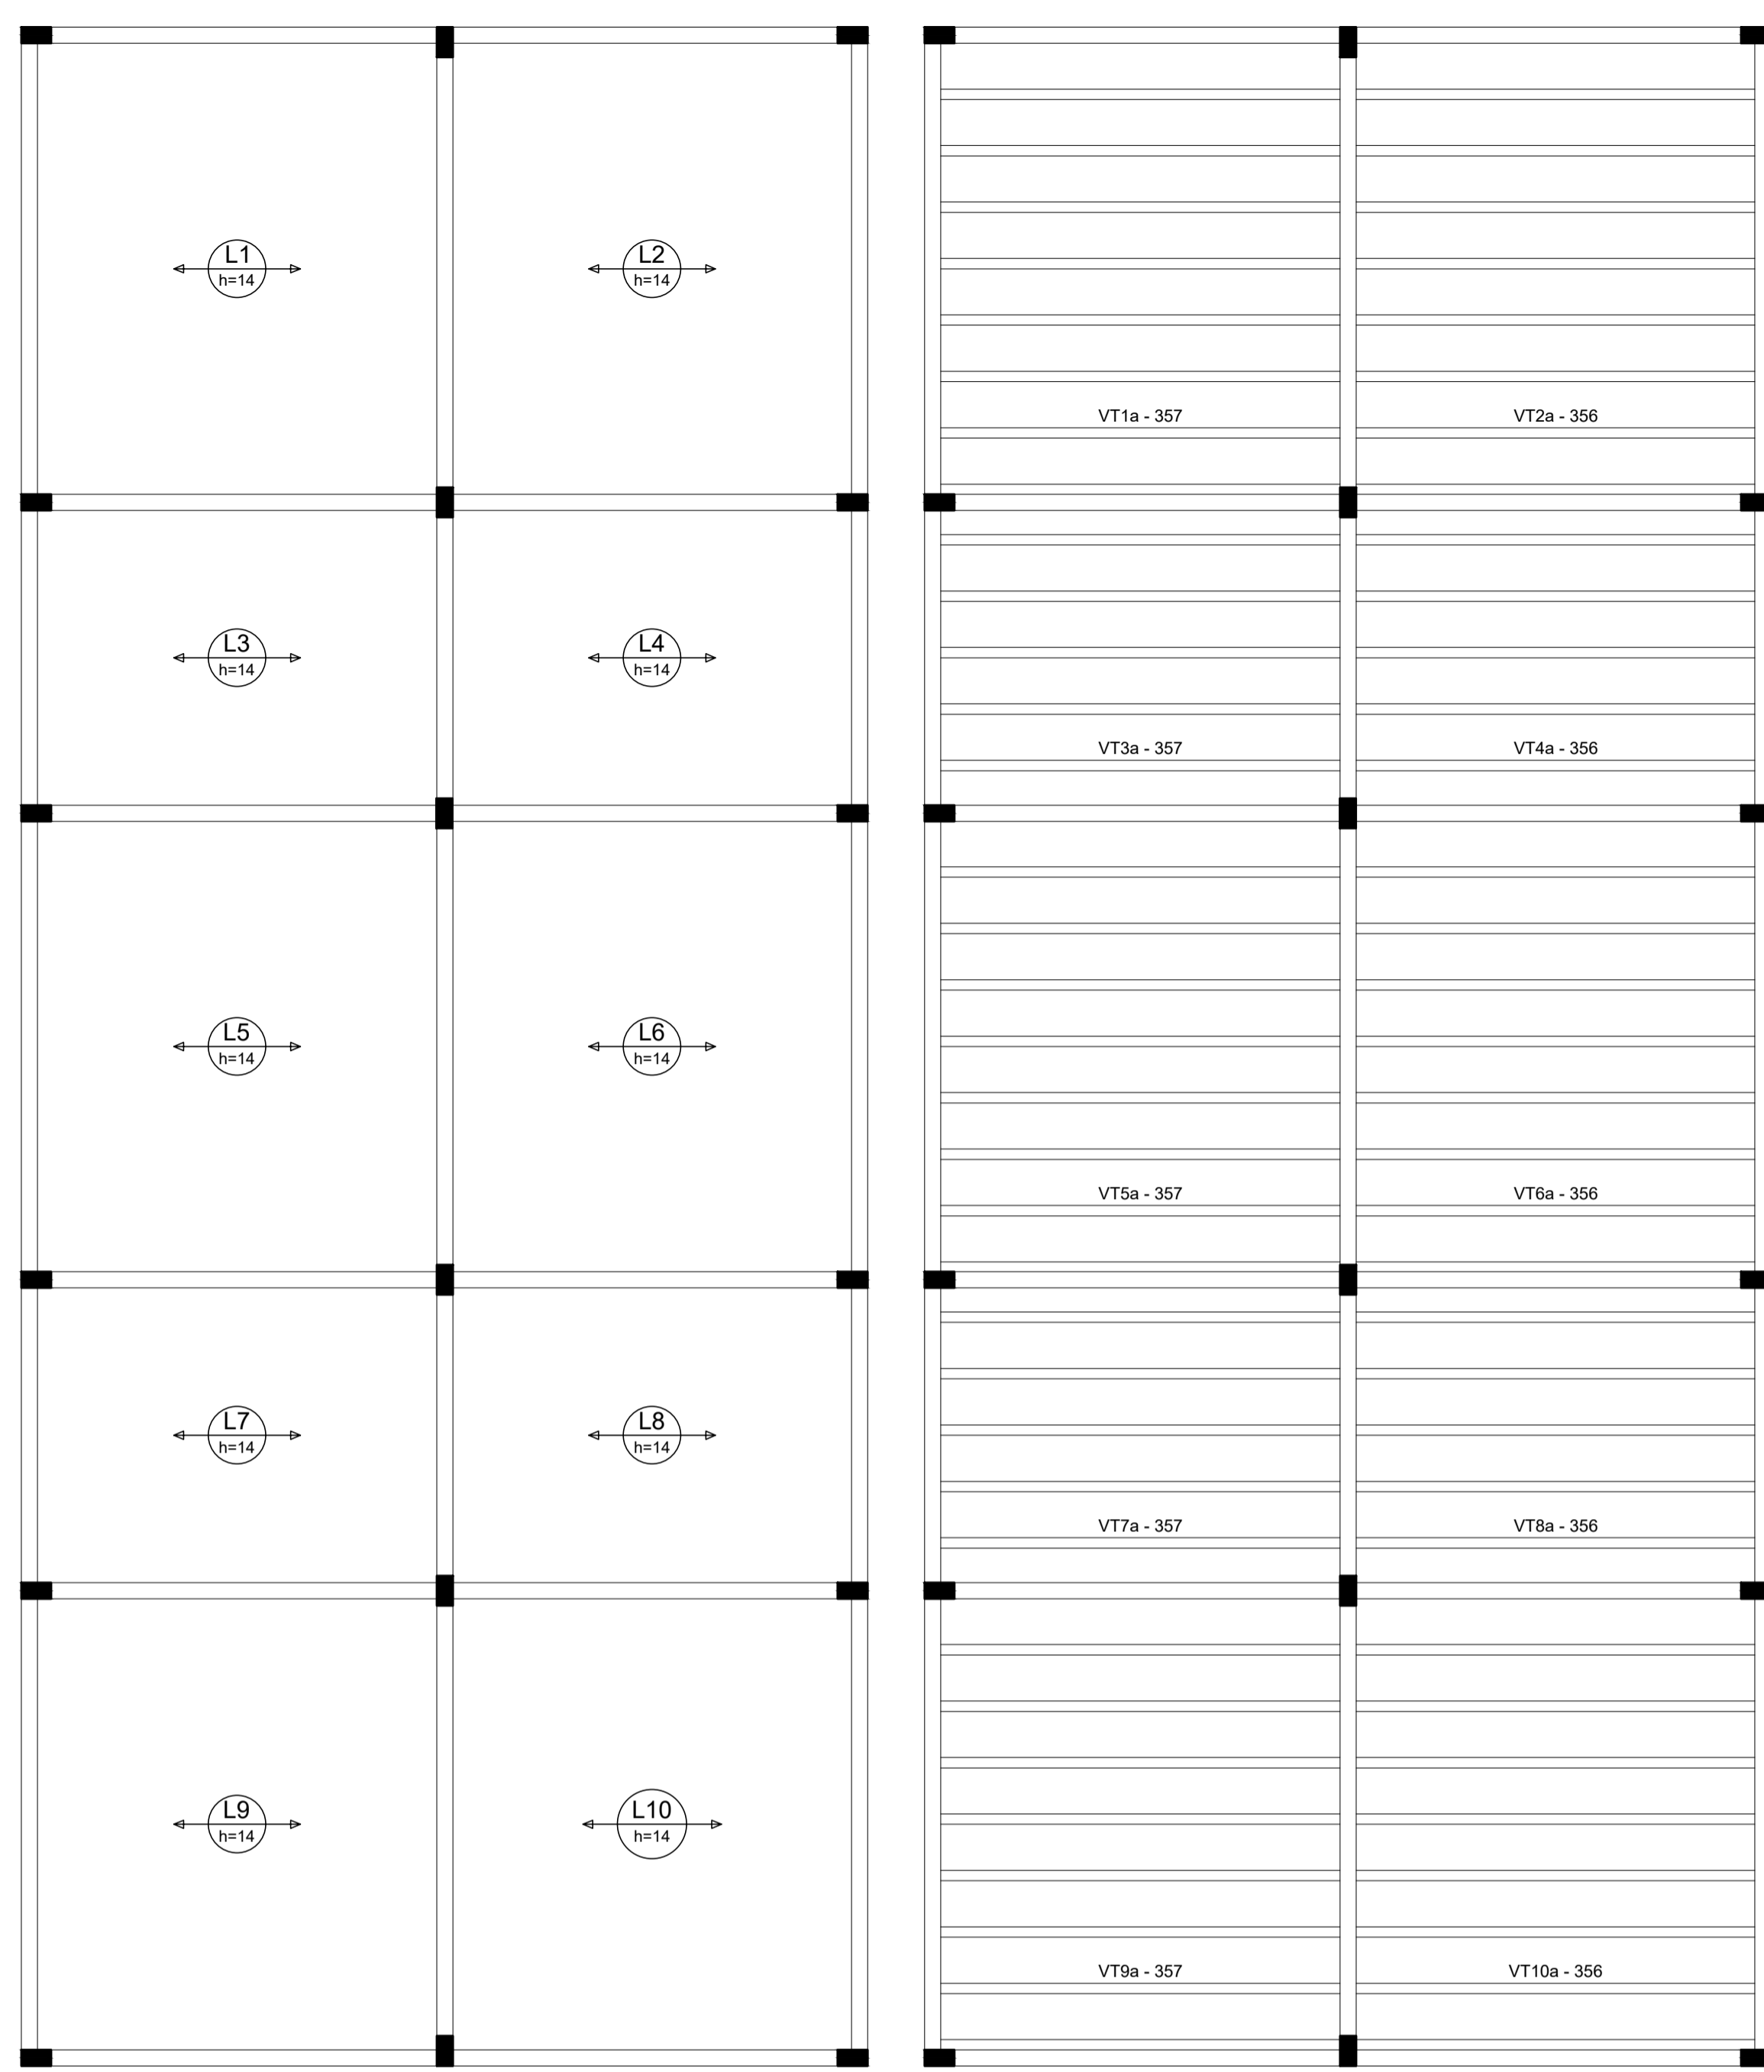 L1
h=14
L2
h=14
VT1a - 357
VT2a - 356
L3
h=14
L4
h=14
VT3a - 357
VT4a - 356
L5
h=14
L6
h=14
VT5a - 357
VT6a - 356
L7
h=14
L8
h=14
VT7a - 357
VT8a - 356
L9
h=14
L10
h=14
VT9a - 357
VT10a - 356